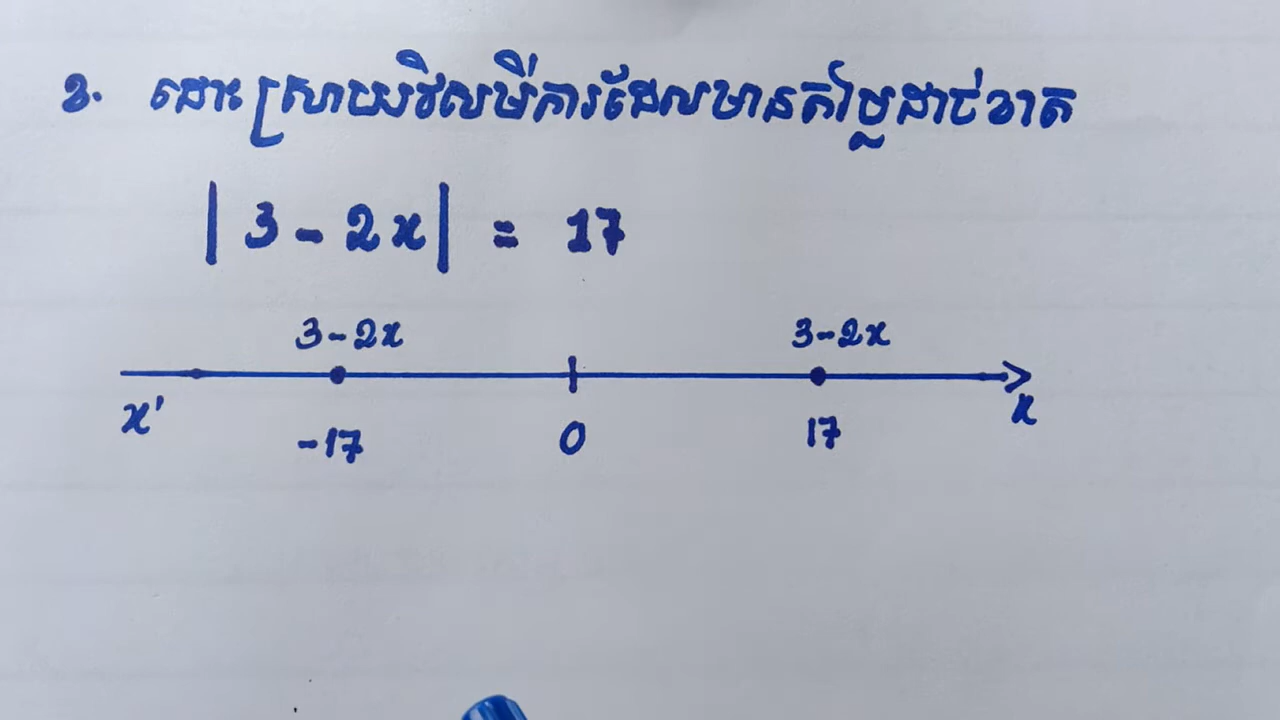 2. ដោះស្រាយវិសមីការដែលមានតម្លៃដាច់ខាត
|3-2x| = 17
3-2x 3-2x
x' -17 0 17 x